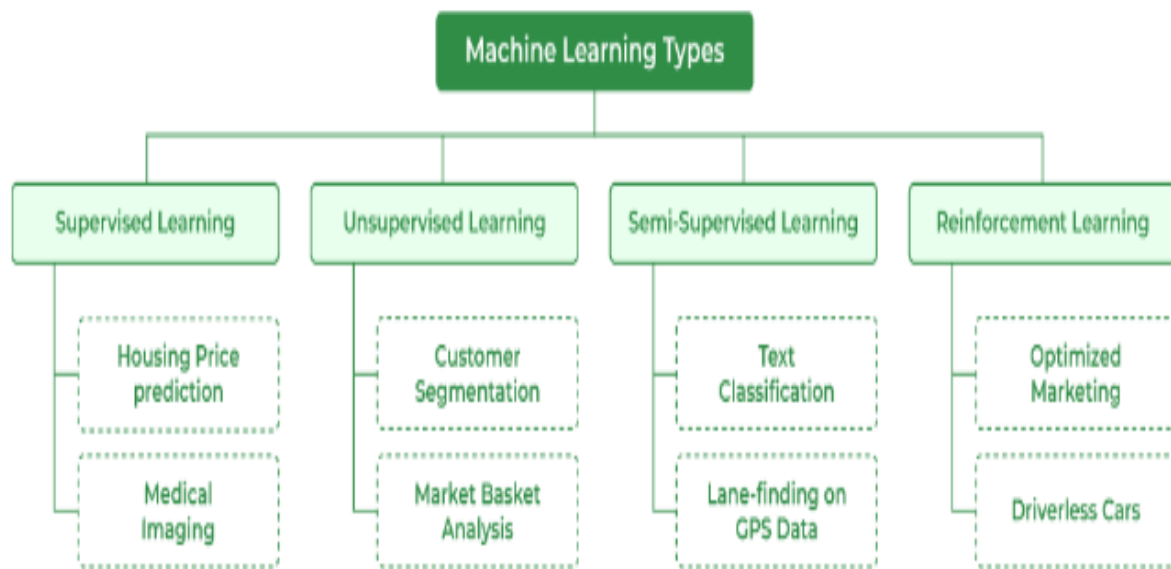 Machine Learning Types
Supervised Learning
Unsupervised Learning
Semi-Supervised Learning
Reinforcement Learning
Housing Price
prediction
Customer
Segmentation
Text
Classification
Optimized
Marketing
Medical
Imaging
Market Basket
Analysis
Lane-finding on
GPS Data
Driverless Cars